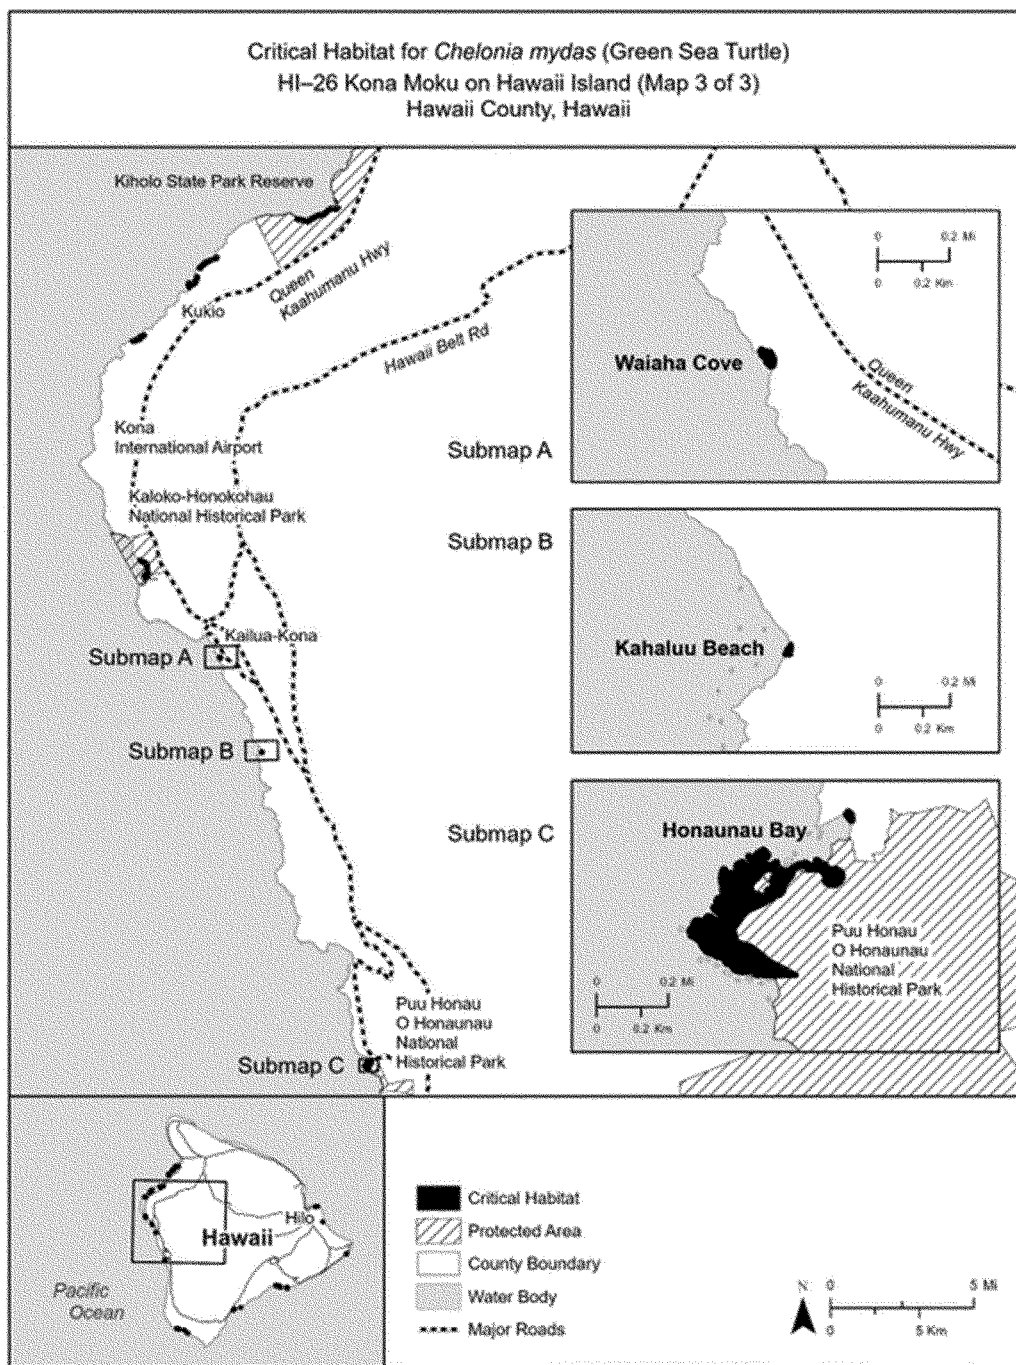 Critical Habitat for Chelonia mydas (Green Sea Turtle)
HI–26 Kona Moku on Hawaii Island (Map 3 of 3)
Hawaii County, Hawaii
Kiholo State Park Reserve
Queen
Kaahumanu Hwy
Kukio
Hawaii Belt Rd
Kona
International Airport
Kaloko-Honokohau
National Historical Park
Kailua-Kona
Submap A
Submap B
Submap C
Puu Honau
O Honaunau
National
Historical Park
Submap A
0 0.2 Mi
0 0.2 Km
Waiaha Cove
Queen
Kaahumanu Hwy
Submap B
Kahaluu Beach
0 0.2 Mi
0 0.2 Km
Submap C
Honaunau Bay
Puu Honau
O Honaunau
National
Historical Park
0 0.2 Mi
0 0.2 Km
Hilo
Hawaii
Pacific
Ocean
Critical Habitat
Protected Area
County Boundary
Water Body
Major Roads
N
0 5 Mi
0 5 Km